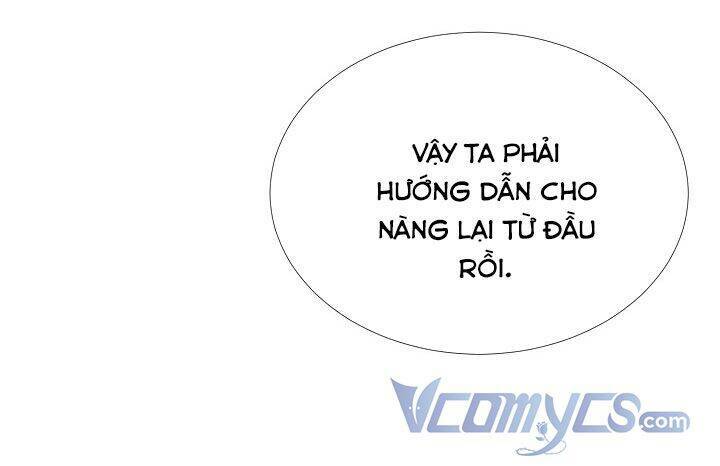 VẬY TA PHẢI
HƯỚNG DẪN CHO
NÀNG LẠI TỪ ĐẦU
RỒI.
VCOMYCS.com